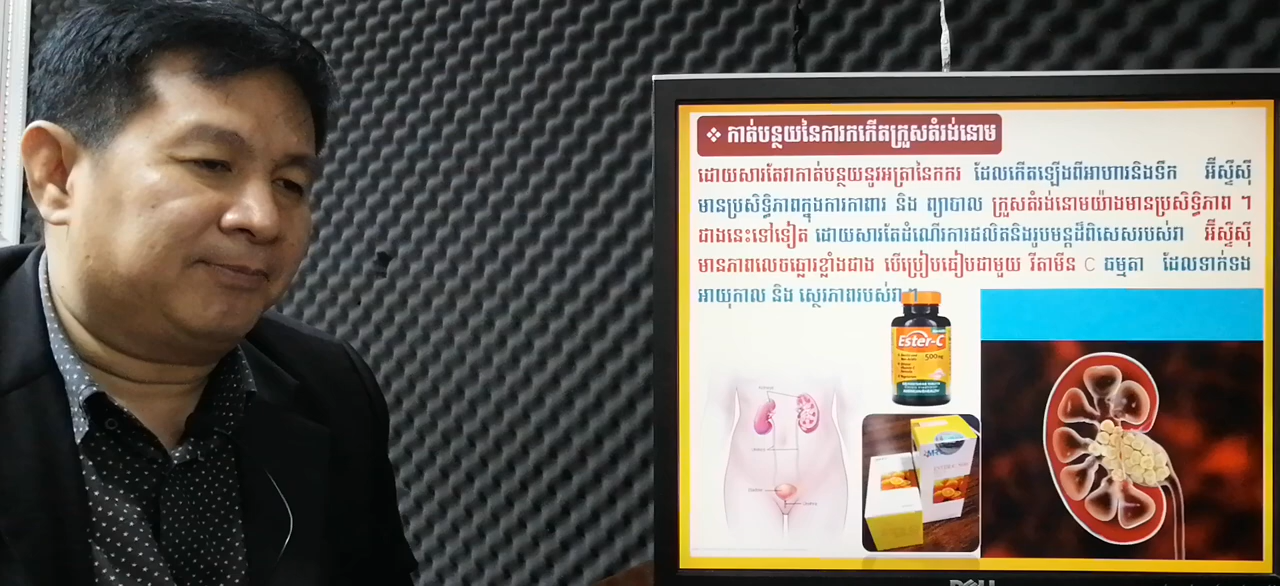 ❖ កាត់បន្ថយនៃការកកើតក្រួសតំរង់នោម
ដោយសារតែវាកាត់បន្ថយនូវអត្រានៃកករ ដែលកើតឡើងពីអាហារនិងទឹក អ៊ីស្ទីស៊ី
មានប្រសិទ្ធិភាពក្នុងការការពារ និង ព្យាបាល ក្រួសតំរង់នោមយ៉ាងមានប្រសិទ្ធិភាព ។
ជាងនេះទៅទៀត ដោយសារតែដំណើរការផលិតនិងរូបមន្តដ៏ពិសេសរបស់វា អ៊ីស្ទីស៊ី
មានភាពលេចធ្លោរខ្លាំងជាង បើប្រៀបធៀបជាមួយ វីតាមីន C ធម្មតា ដែលទាក់ទង
អាយុកាល និង ស្ថេរភាពរបស់វា ។
Ester-C
500mg
DELL